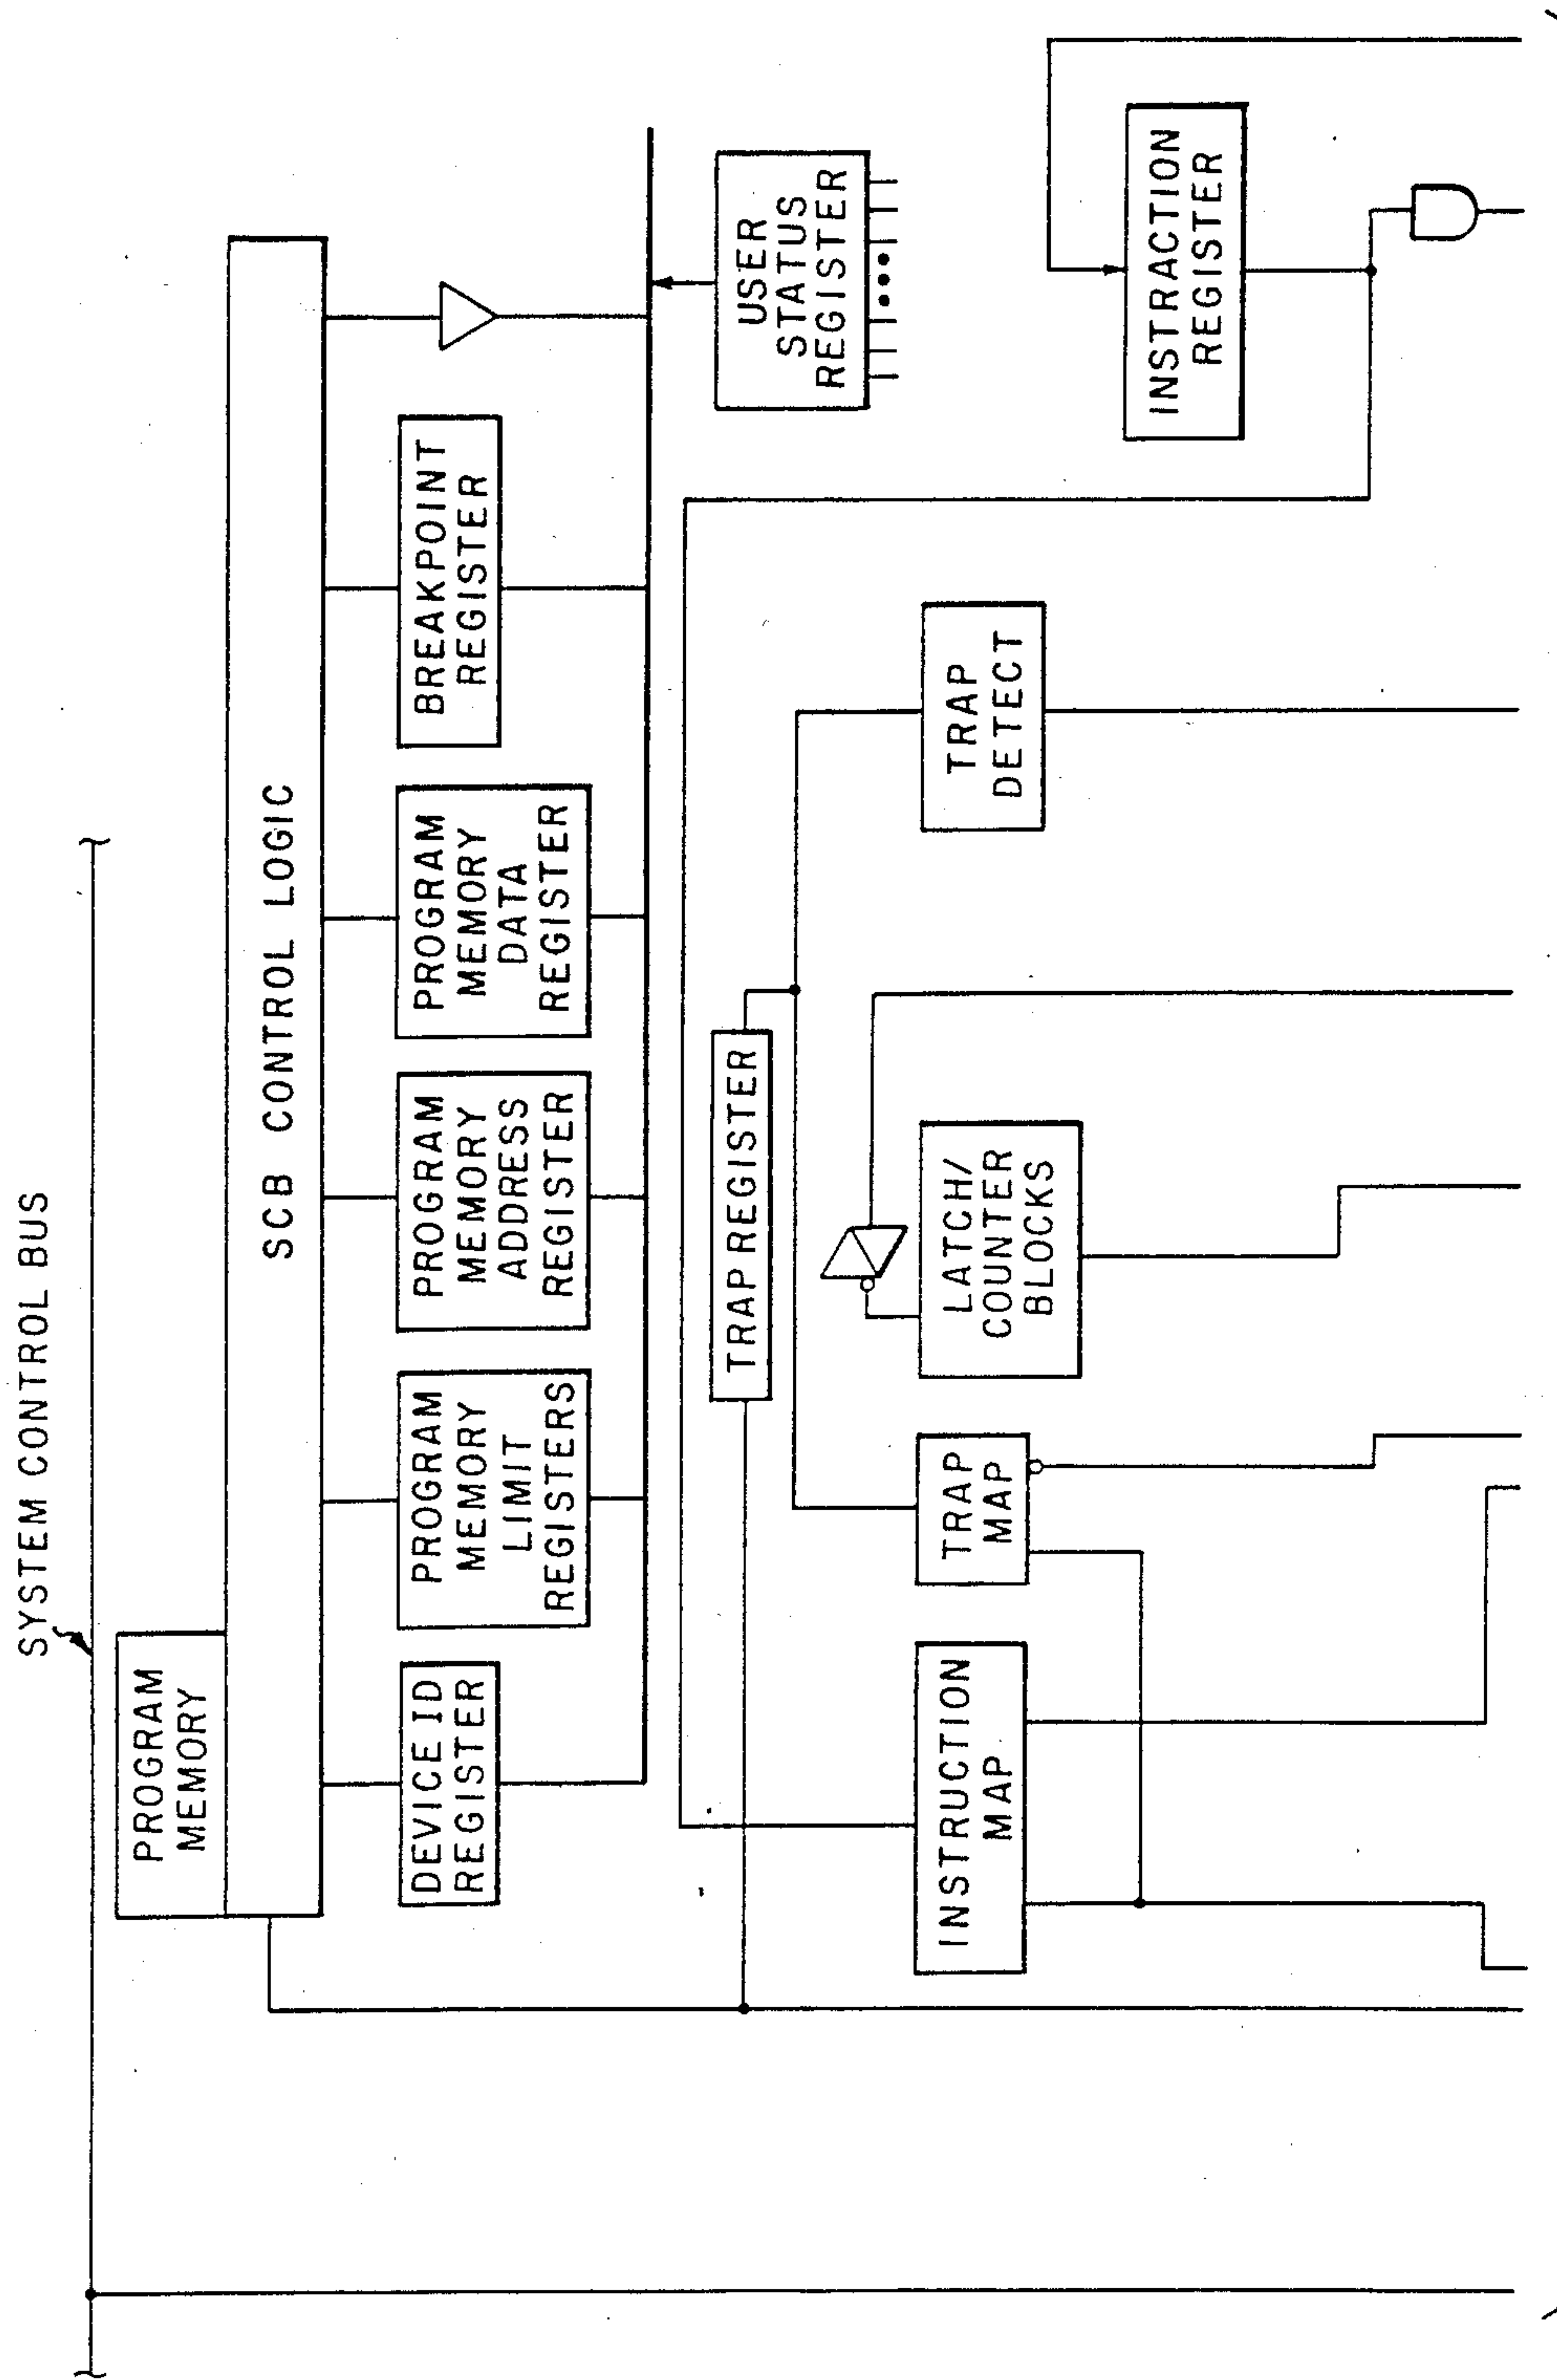 SYSTEM CONTROL BUS
PROGRAM
MEMORY
SCB CONTROL LOGIC
DEVICE ID
REGISTER
PROGRAM
MEMORY
LIMIT
REGISTERS
PROGRAM
MEMORY
ADDRESS
REGISTER
PROGRAM
MEMORY
DATA
REGISTER
BREAKPOINT
REGISTER
TRAP REGISTER
USER
STATUS
REGISTER
INSTRUCTION
MAP
TRAP
MAP
LATCH/
COUNTER
BLOCKS
TRAP
DETECT
INSTRACTION
REGISTER